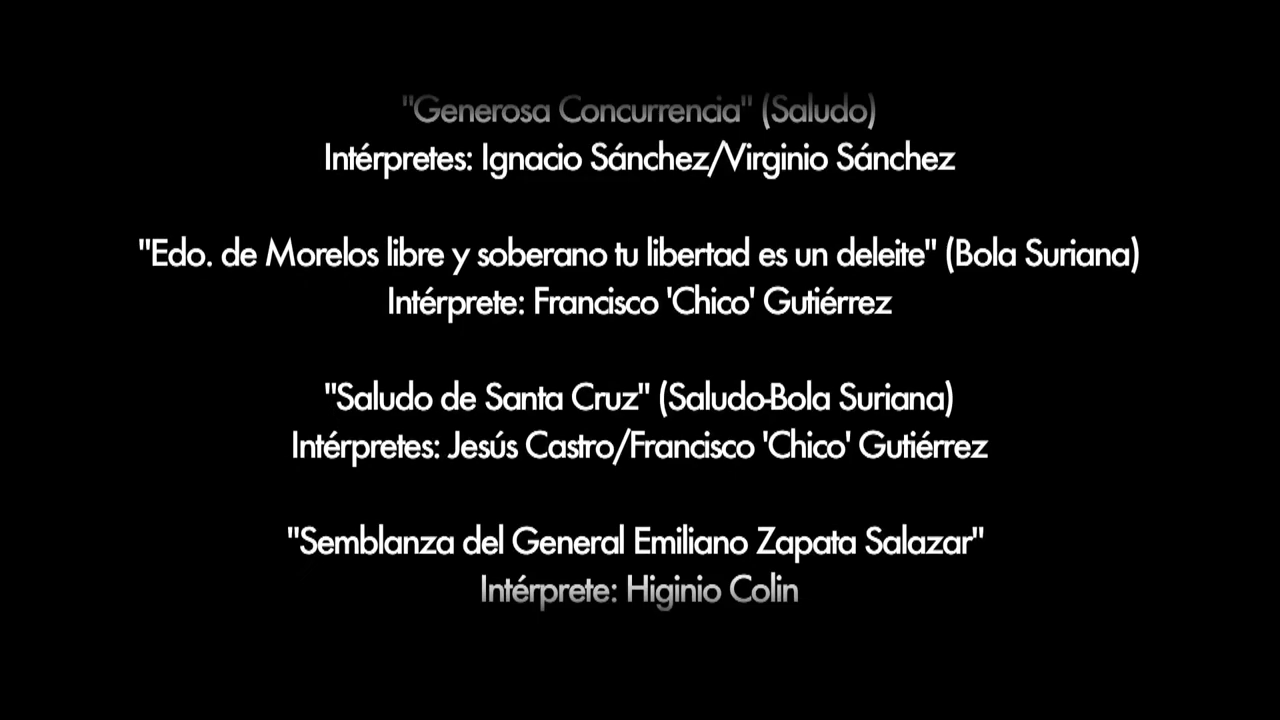 "Generosa Concurrencia" (Saludo)
Intérpretes: Ignacio Sánchez/Virginio Sánchez
"Edo. de Morelos libre y soberano tu libertad es un deleite" (Bola Suriana)
Intérprete: Francisco 'Chico' Gutiérrez
"Saludo de Santa Cruz" (Saludo-Bola Suriana)
Intérpretes: Jesús Castro/Francisco 'Chico' Gutiérrez
"Semblanza del General Emiliano Zapata Salazar"
Intérprete: Higinio Colin